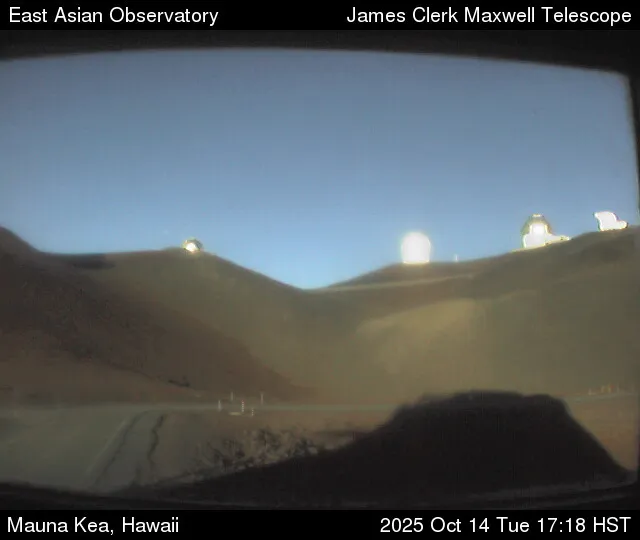 East Asian Observatory
James Clerk Maxwell Telescope
Mauna Kea, Hawaii
2025 Oct 14 Tue 17:18 HST